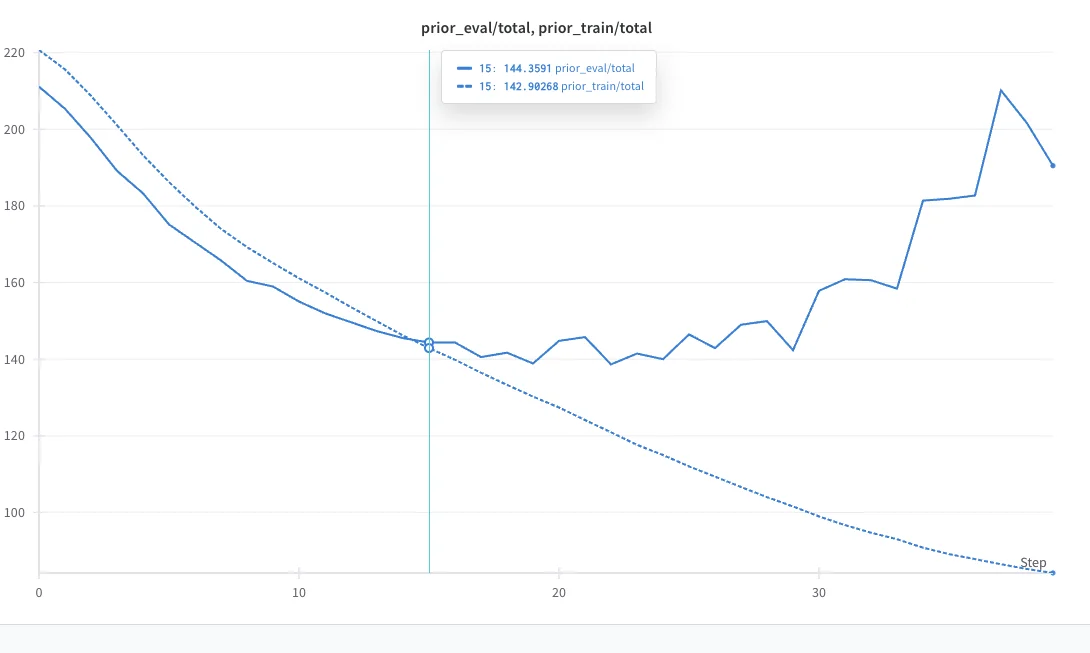 prior_eval/total, prior_train/total
220
15: 144.3591 prior_eval/total
15: 142.90268 prior_train/total
200
180
160
140
120
100
Step
0 10 20 30